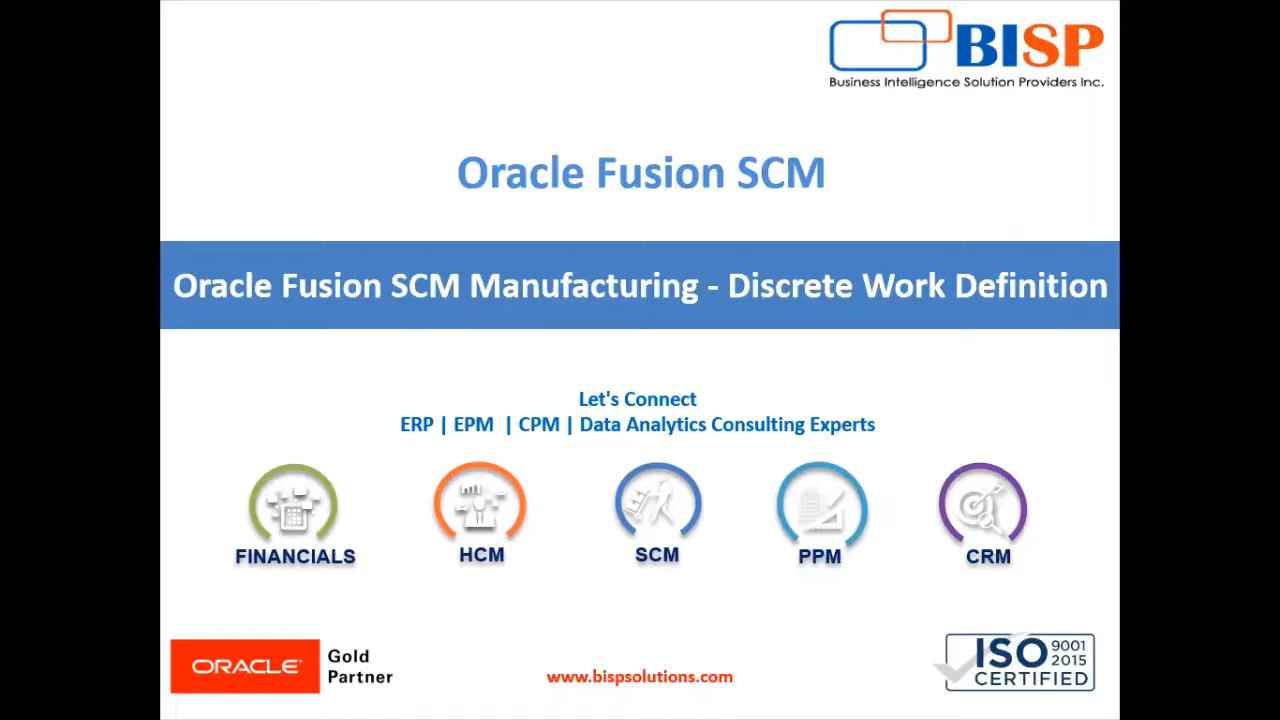 BISP
Business Intelligence Solution Providers Inc.
Oracle Fusion SCM
Oracle Fusion SCM Manufacturing - Discrete Work Definition
Let's Connect
ERP | EPM | CPM | Data Analytics Consulting Experts
FINANCIALS
HCM
SCM
PPM
CRM
ORACLE
Gold
Partner
www.bispsolutions.com
ISO 9001
2015
CERTIFIED